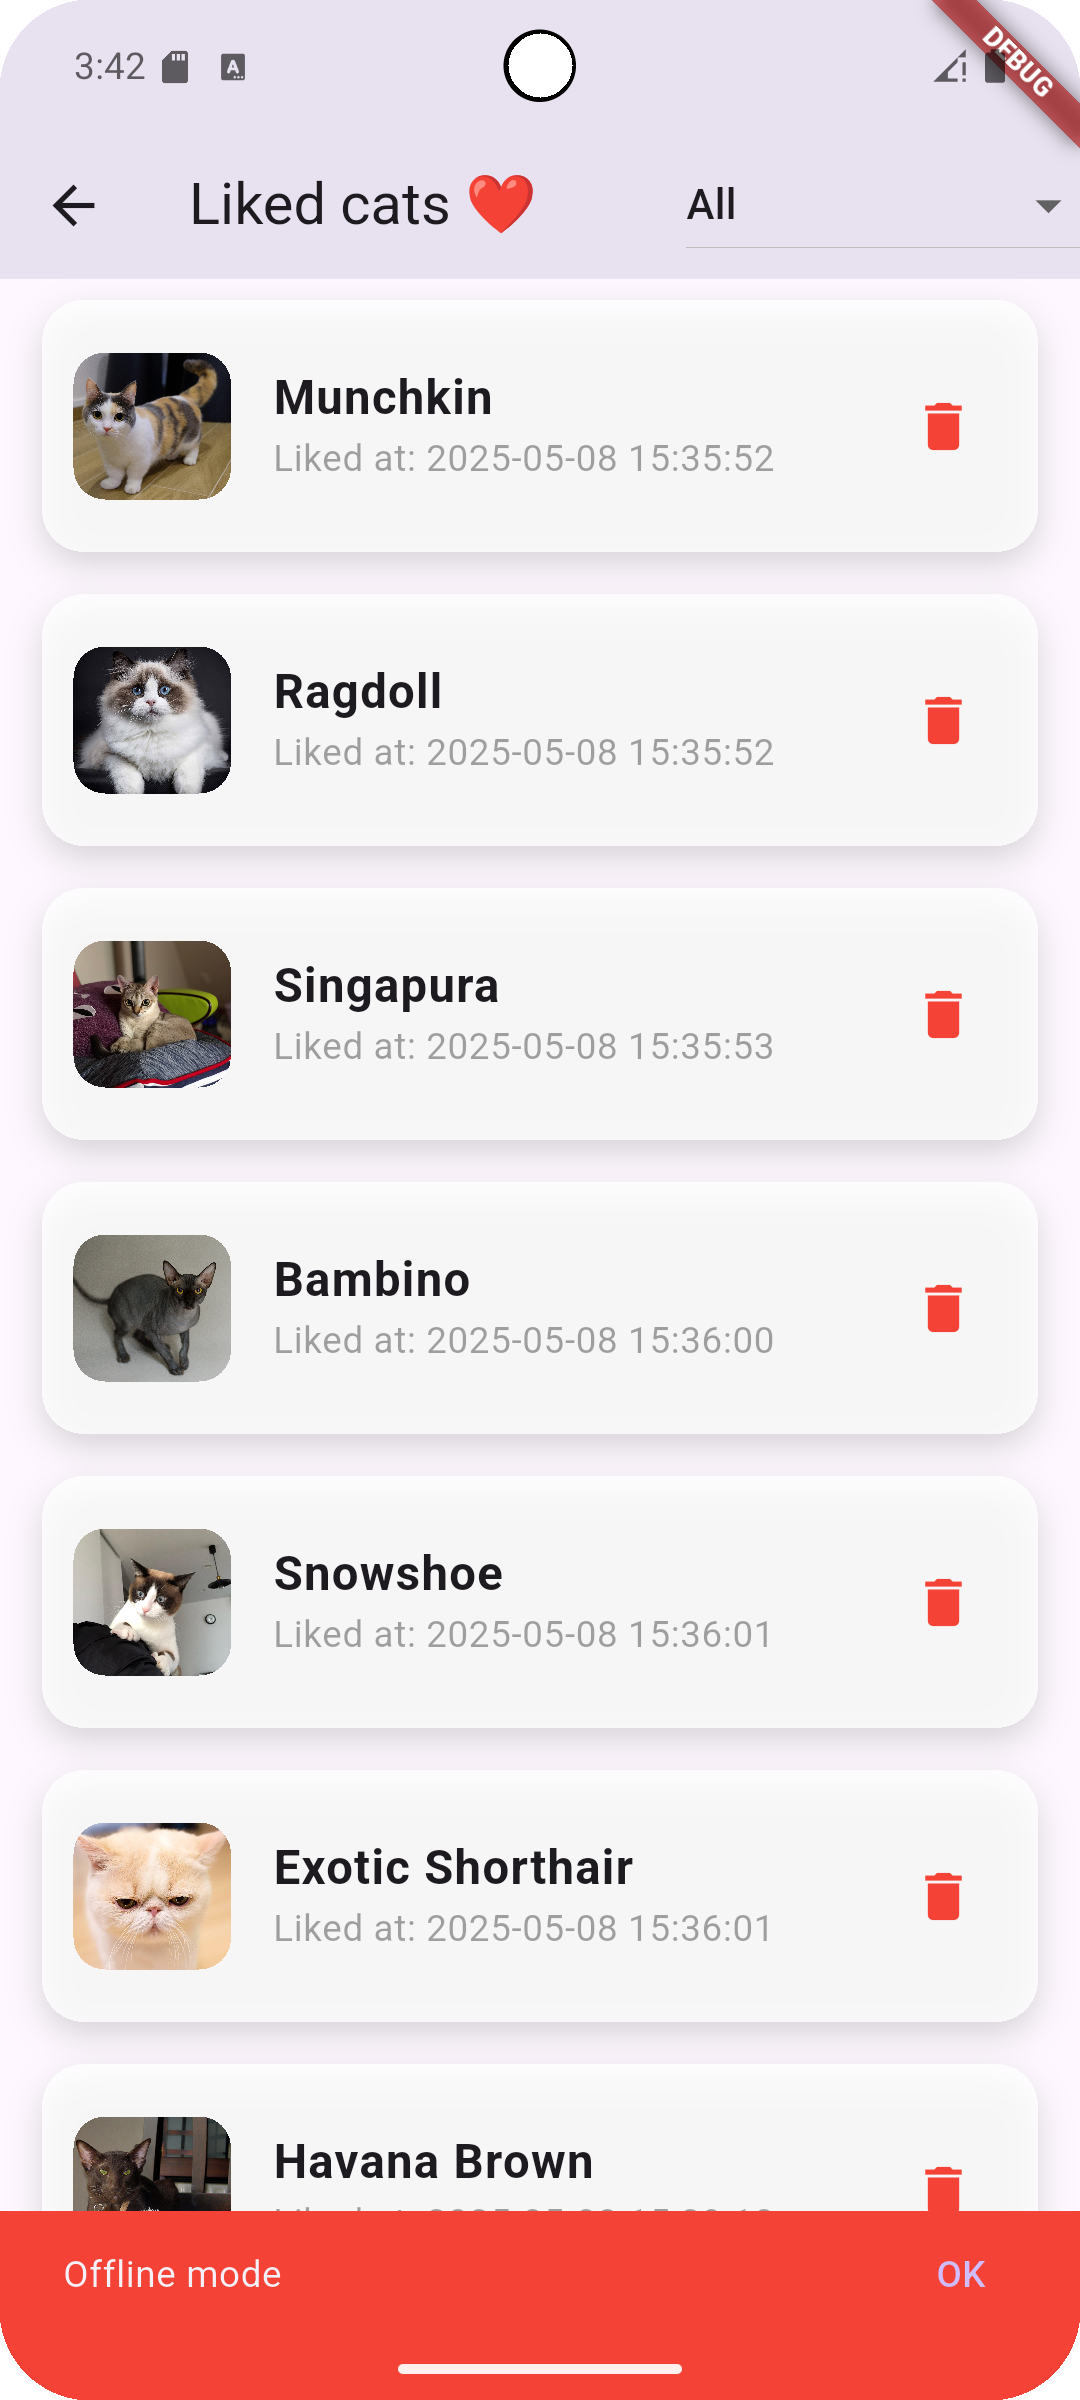 3:42
DEBUG
Liked cats ❤️
All
Munchkin
Liked at: 2025-05-08 15:35:52
Ragdoll
Liked at: 2025-05-08 15:35:52
Singapura
Liked at: 2025-05-08 15:35:53
Bambino
Liked at: 2025-05-08 15:36:00
Snowshoe
Liked at: 2025-05-08 15:36:01
Exotic Shorthair
Liked at: 2025-05-08 15:36:01
Havana Brown
Offline mode
OK